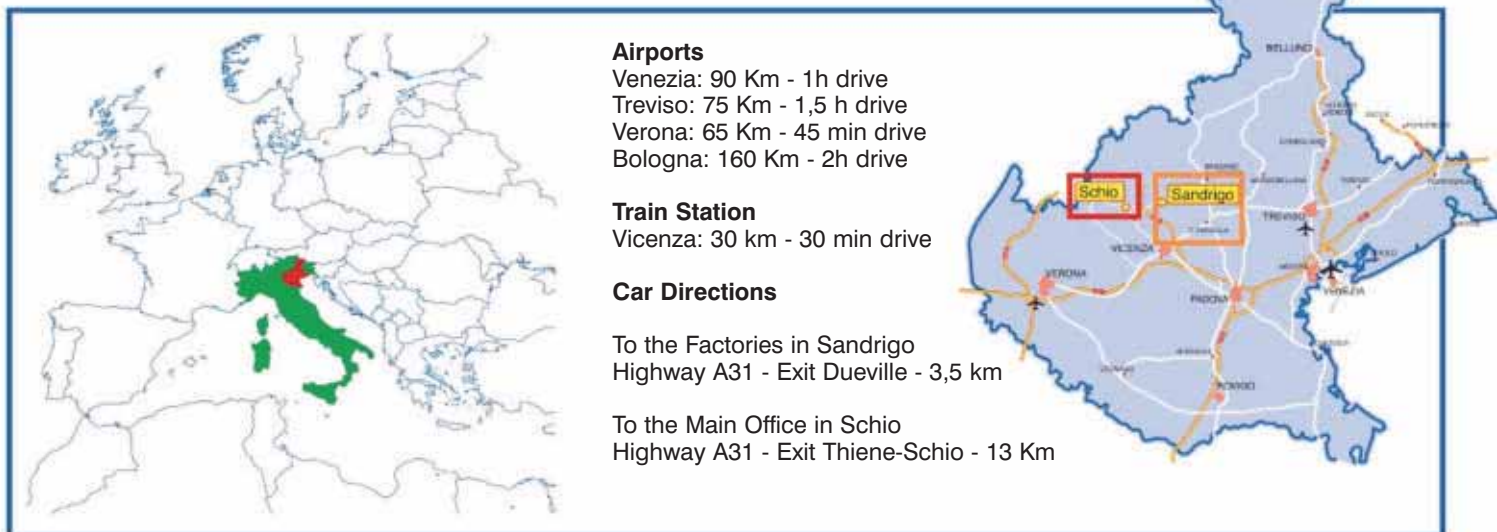 Airports
Venezia: 90 Km - 1h drive
Treviso: 75 Km - 1,5 h drive
Verona: 65 Km - 45 min drive
Bologna: 160 Km - 2h drive
Train Station
Vicenza: 30 km - 30 min drive
Car Directions
To the Factories in Sandrigo
Highway A31 - Exit Dueville - 3,5 km
To the Main Office in Schio
Highway A31 - Exit Thiene-Schio - 13 Km
BELLUNO
Schio
Sandrigo
TREVISO
VICENZA
VERONA
PADOVA
VENEZIA
ROVIGO